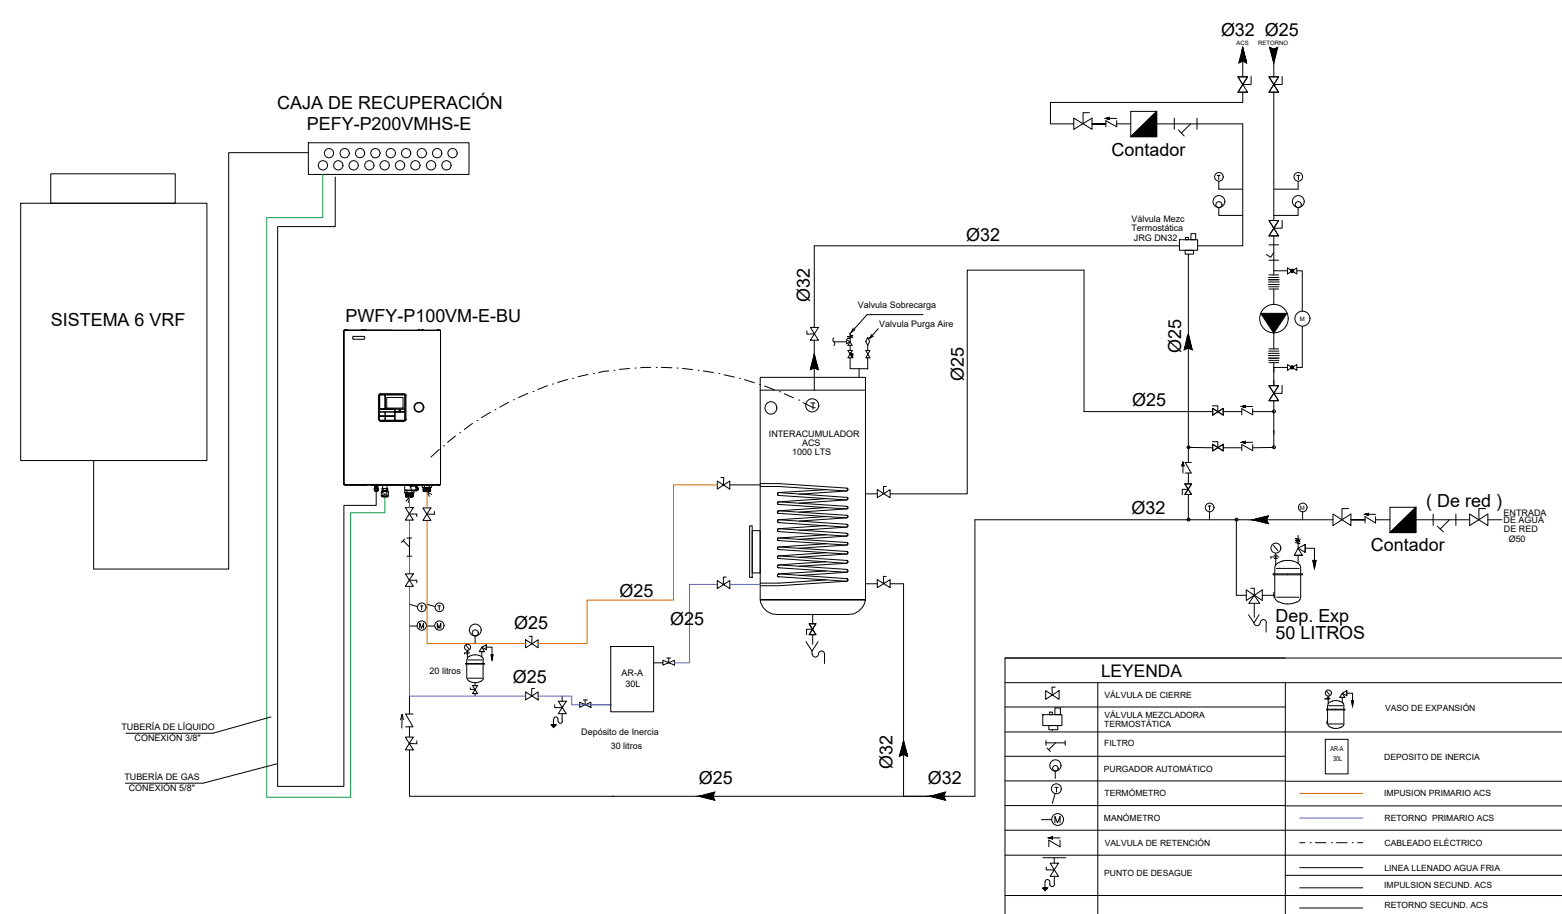 Ø32 Ø25
ACS RETORNO
CAJA DE RECUPERACIÓN
PEFY-P200VMHS-E
Contador
T
T
Válvula Mezc
Termostática
JRG DN32
Ø32
Ø32
SISTEMA 6 VRF
PWFY-P100VM-E-BU
Valvula Sobrecarga
Valvula Purga Aire
M
Ø25
Ø25
Ø25
T
INTERACUMULADOR
ACS
1000 LTS
Ø32
T
M
( De red )
ENTRADA
DE AGUA
DE RED
Ø50
Contador
Ø25
Ø25
Ø25
T
T
M
M
Dep. Exp
50 LITROS
20 litros
Ø25
AR-A
30L
Depósito de Inercia
30 litros
TUBERÍA DE LÍQUIDO
CONEXIÓN 3/8"
TUBERÍA DE GAS
CONEXIÓN 5/8"
Ø25
Ø32
Ø32
LEYENDA
VÁLVULA DE CIERRE
VÁLVULA MEZCLADORA
TERMOSTÁTICA
FILTRO
PURGADOR AUTOMÁTICO
T
TERMÓMETRO
M
MANÓMETRO
VALVULA DE RETENCIÓN
PUNTO DE DESAGUE
VASO DE EXPANSIÓN
AR-A
30L
DEPOSITO DE INERCIA
IMPUSION PRIMARIO ACS
RETORNO PRIMARIO ACS
CABLEADO ELÉCTRICO
LINEA LLENADO AGUA FRIA
IMPULSION SECUND. ACS
RETORNO SECUND. ACS